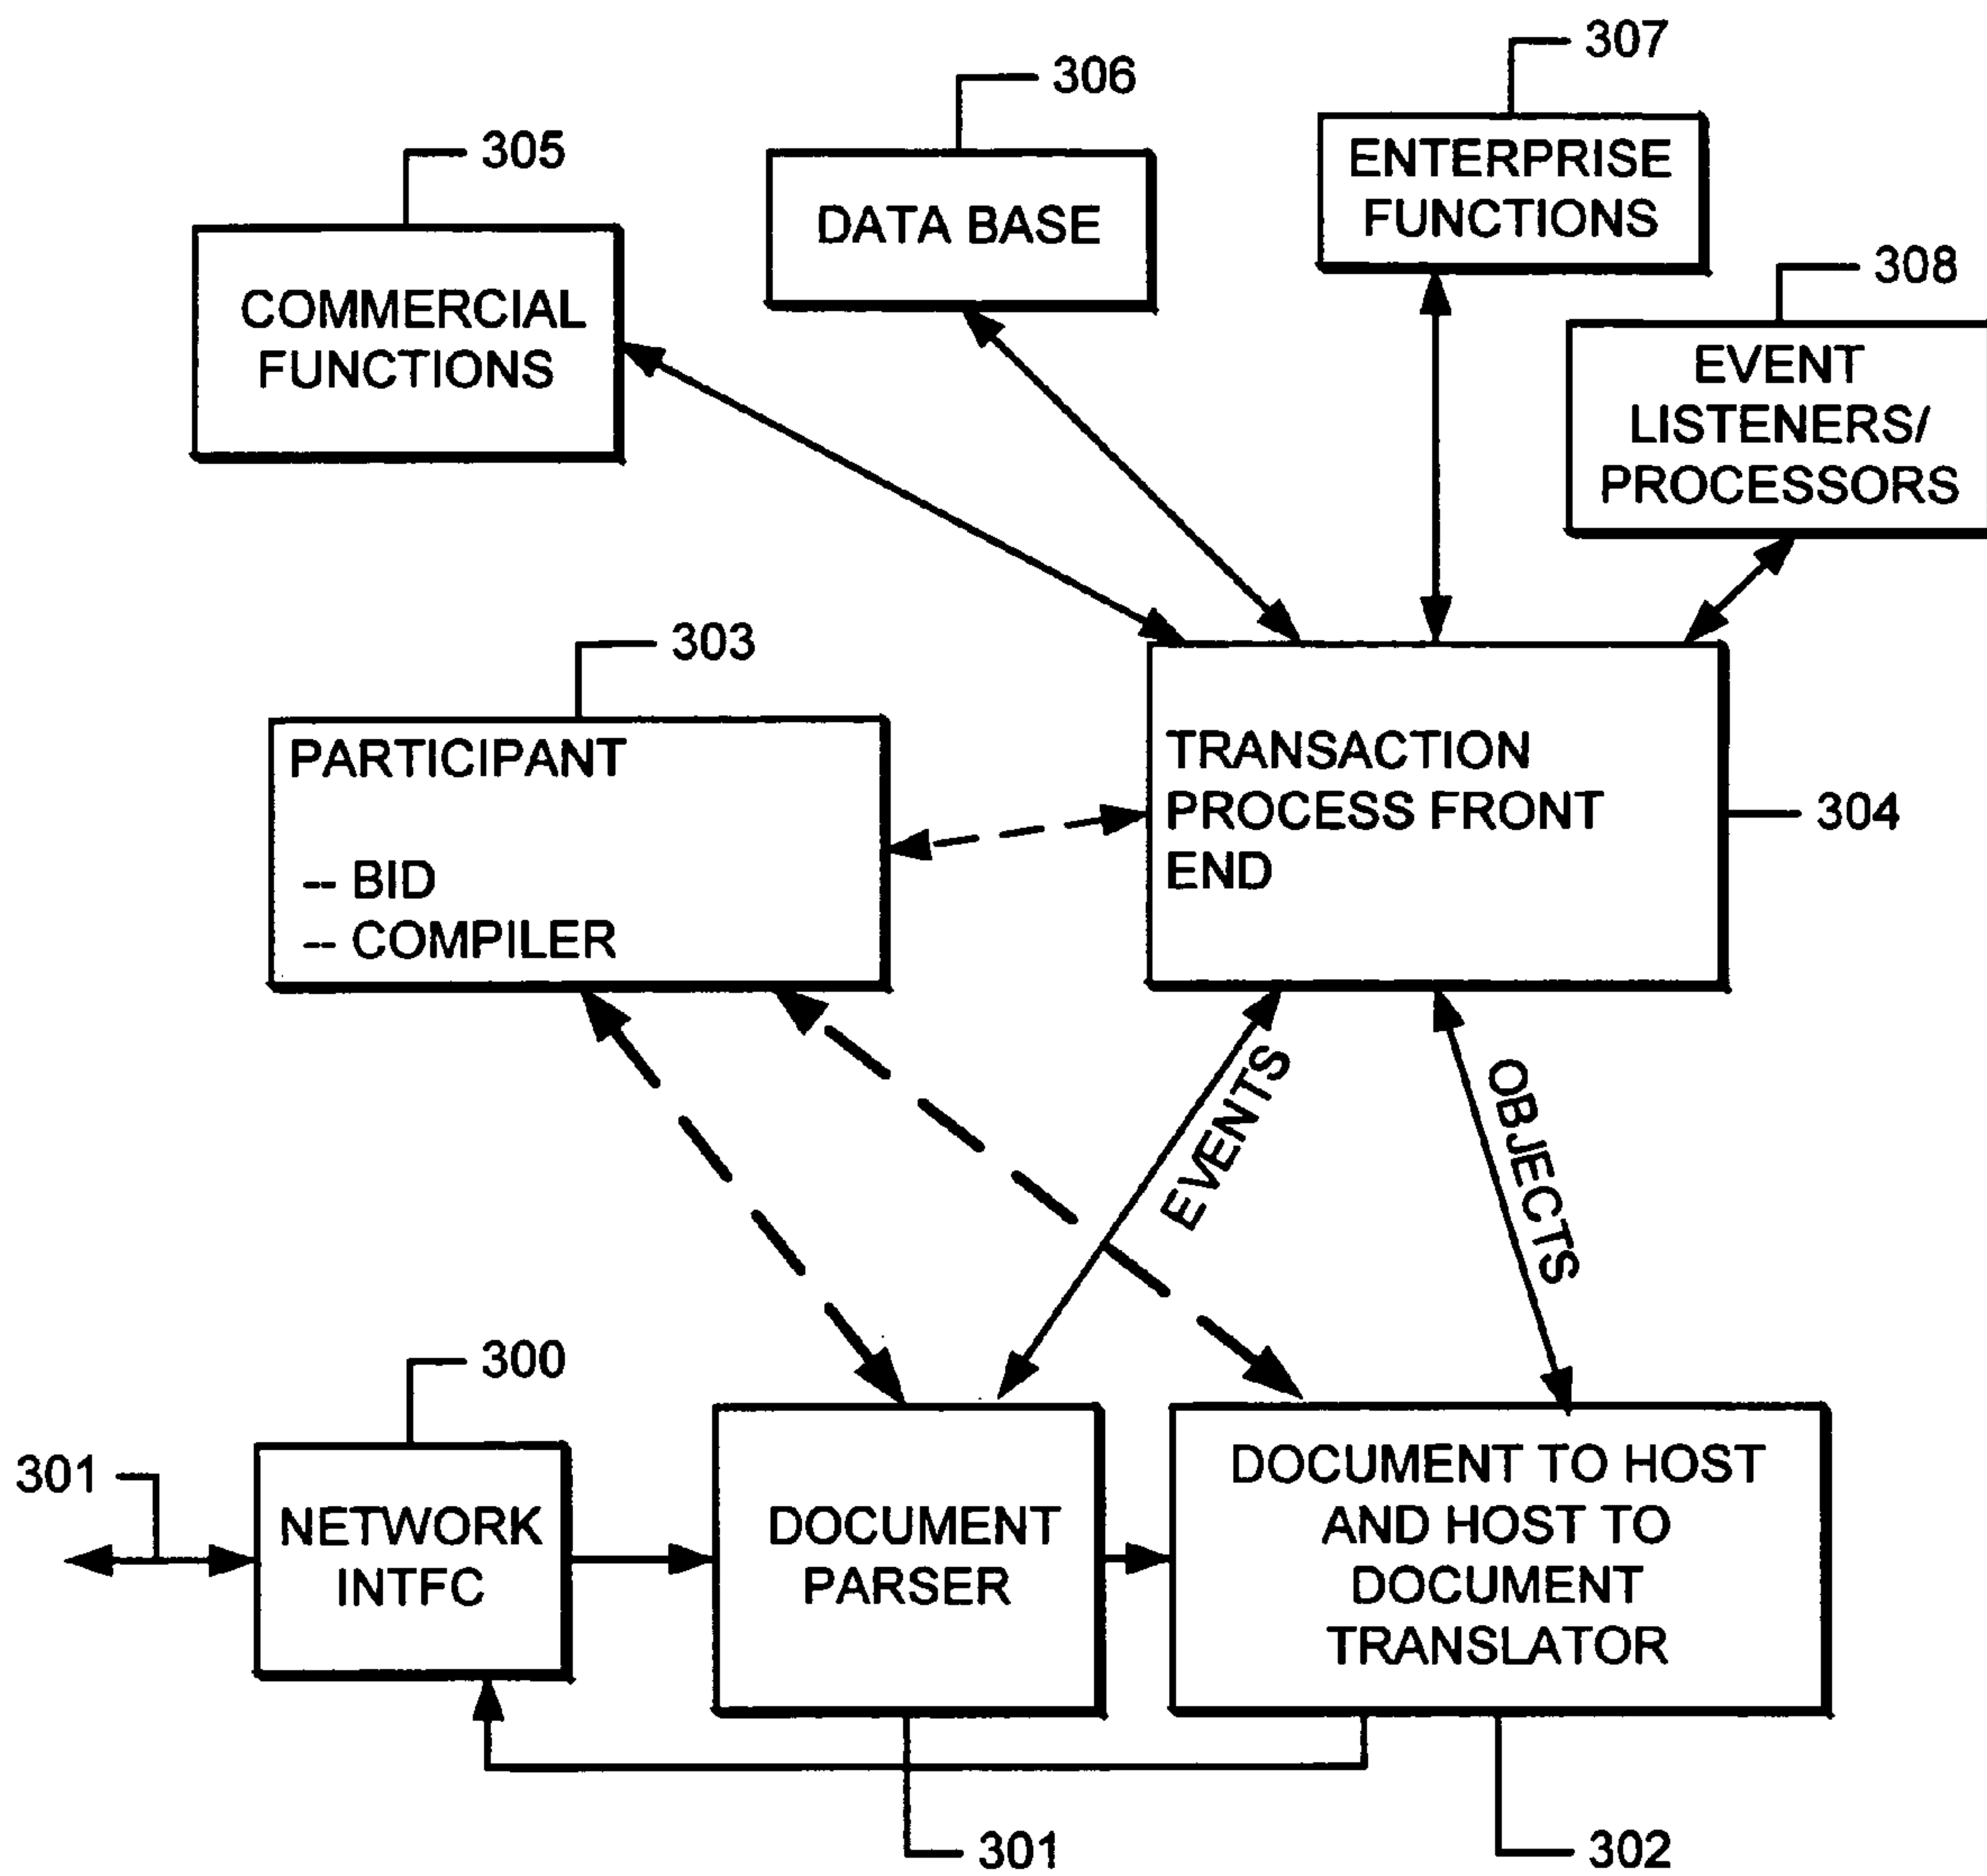 307
306
ENTERPRISE
FUNCTIONS
305
DATA BASE
308
COMMERCIAL
FUNCTIONS
EVENT
LISTENERS/
PROCESSORS
303
PARTICIPANT
-- BID
-- COMPILER
TRANSACTION
PROCESS FRONT
END
304
EVENTS
OBJECTS
300
301
NETWORK
INTFC
DOCUMENT
PARSER
DOCUMENT TO HOST
AND HOST TO
DOCUMENT
TRANSLATOR
301
302